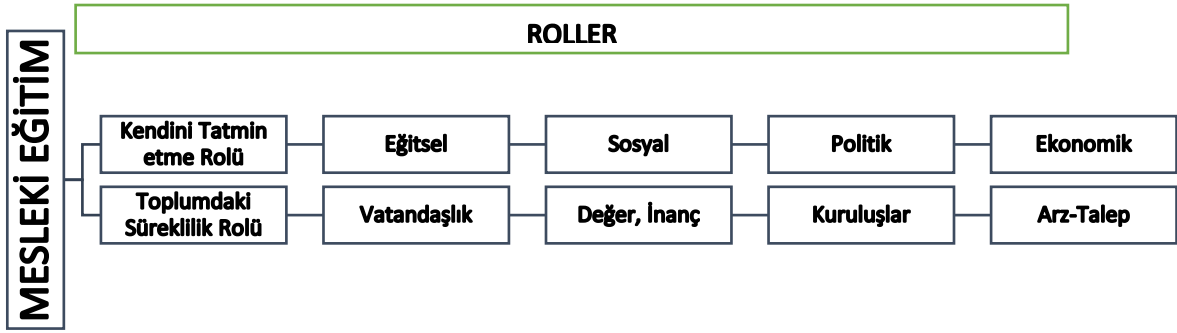 ROLLER
MESLEKİ EĞİTİM
Kendini Tatmin
etme Rolü
Eğitsel
Sosyal
Politik
Ekonomik
Toplumdaki
Süreklilik Rolü
Vatandaşlık
Değer, İnanç
Kuruluşlar
Arz-Talep